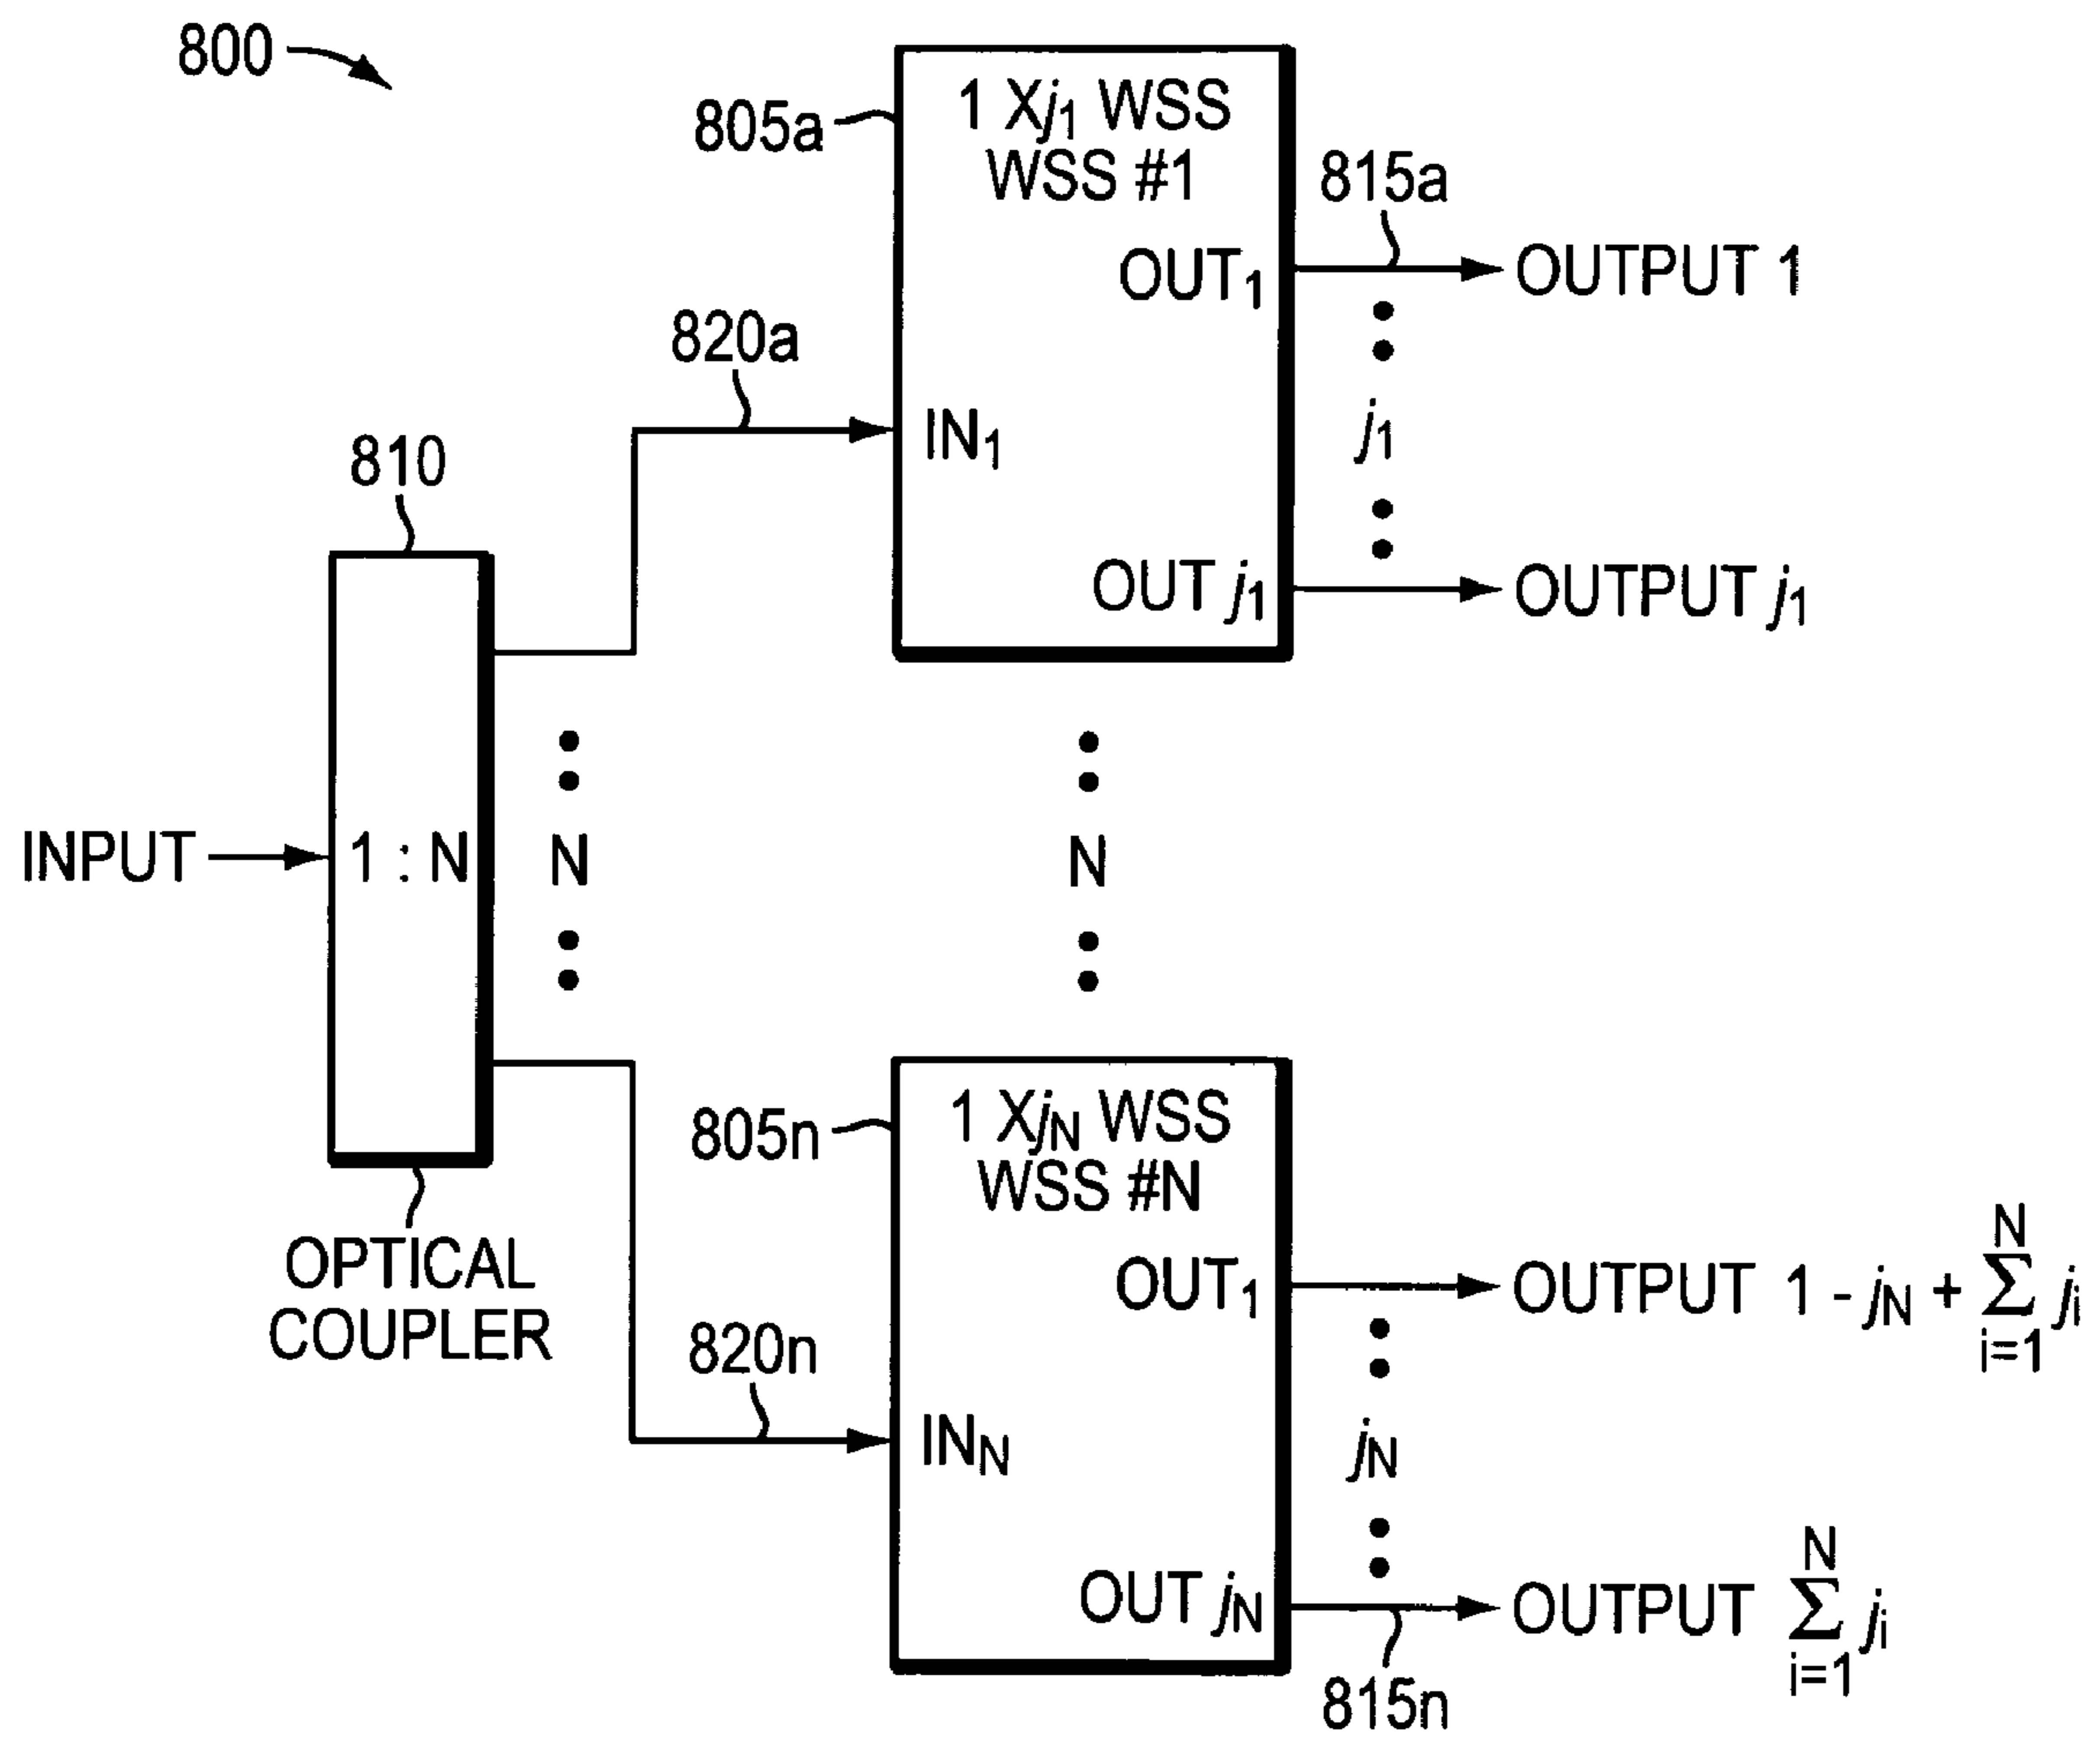 800
1 Xj₁ WSS
WSS #1
805a
815a
OUT₁
OUTPUT 1
820a
IN₁
j₁
810
OUT j₁
OUTPUT j₁
INPUT
1 : N
N
N
1 XjN WSS
WSS #N
805n
OPTICAL
COUPLER
OUT₁
OUTPUT 1 - jN + N∑i=1 ji
820n
INN
jN
OUT jN
OUTPUT N∑i=1 ji
815n